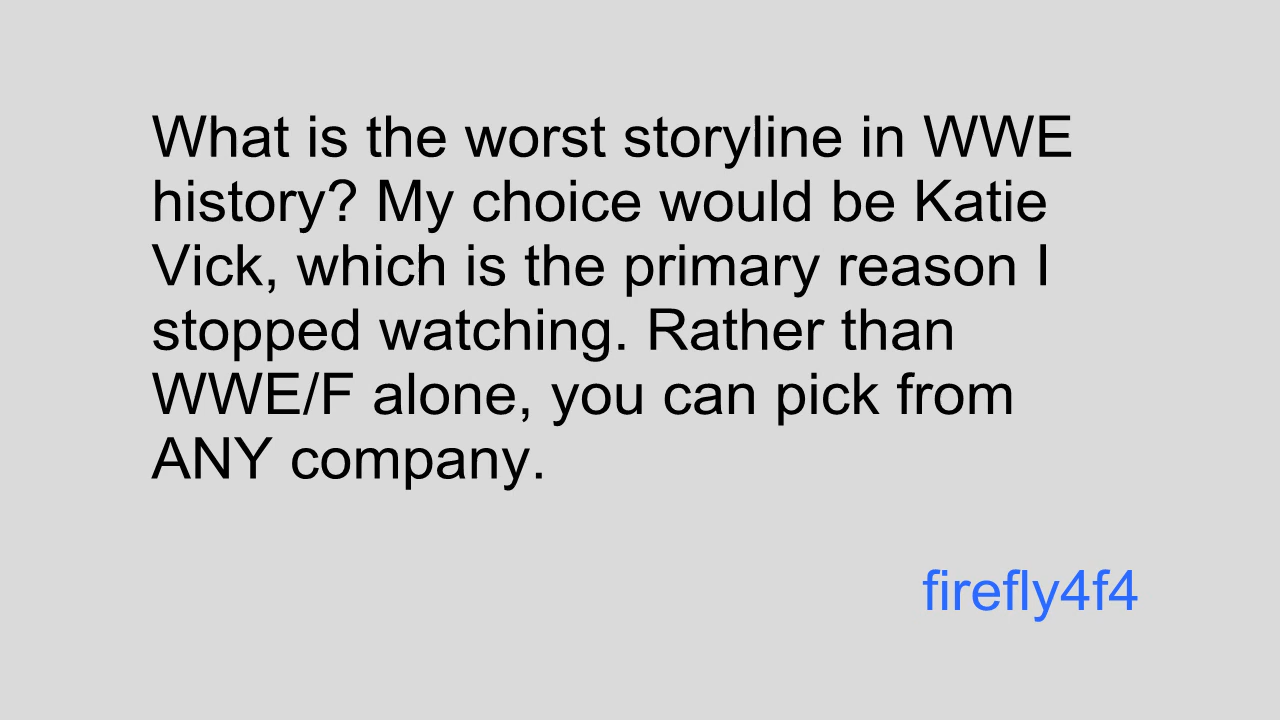 What is the worst storyline in WWE
history? My choice would be Katie
Vick, which is the primary reason I
stopped watching. Rather than
WWE/F alone, you can pick from
ANY company.
firefly4f4